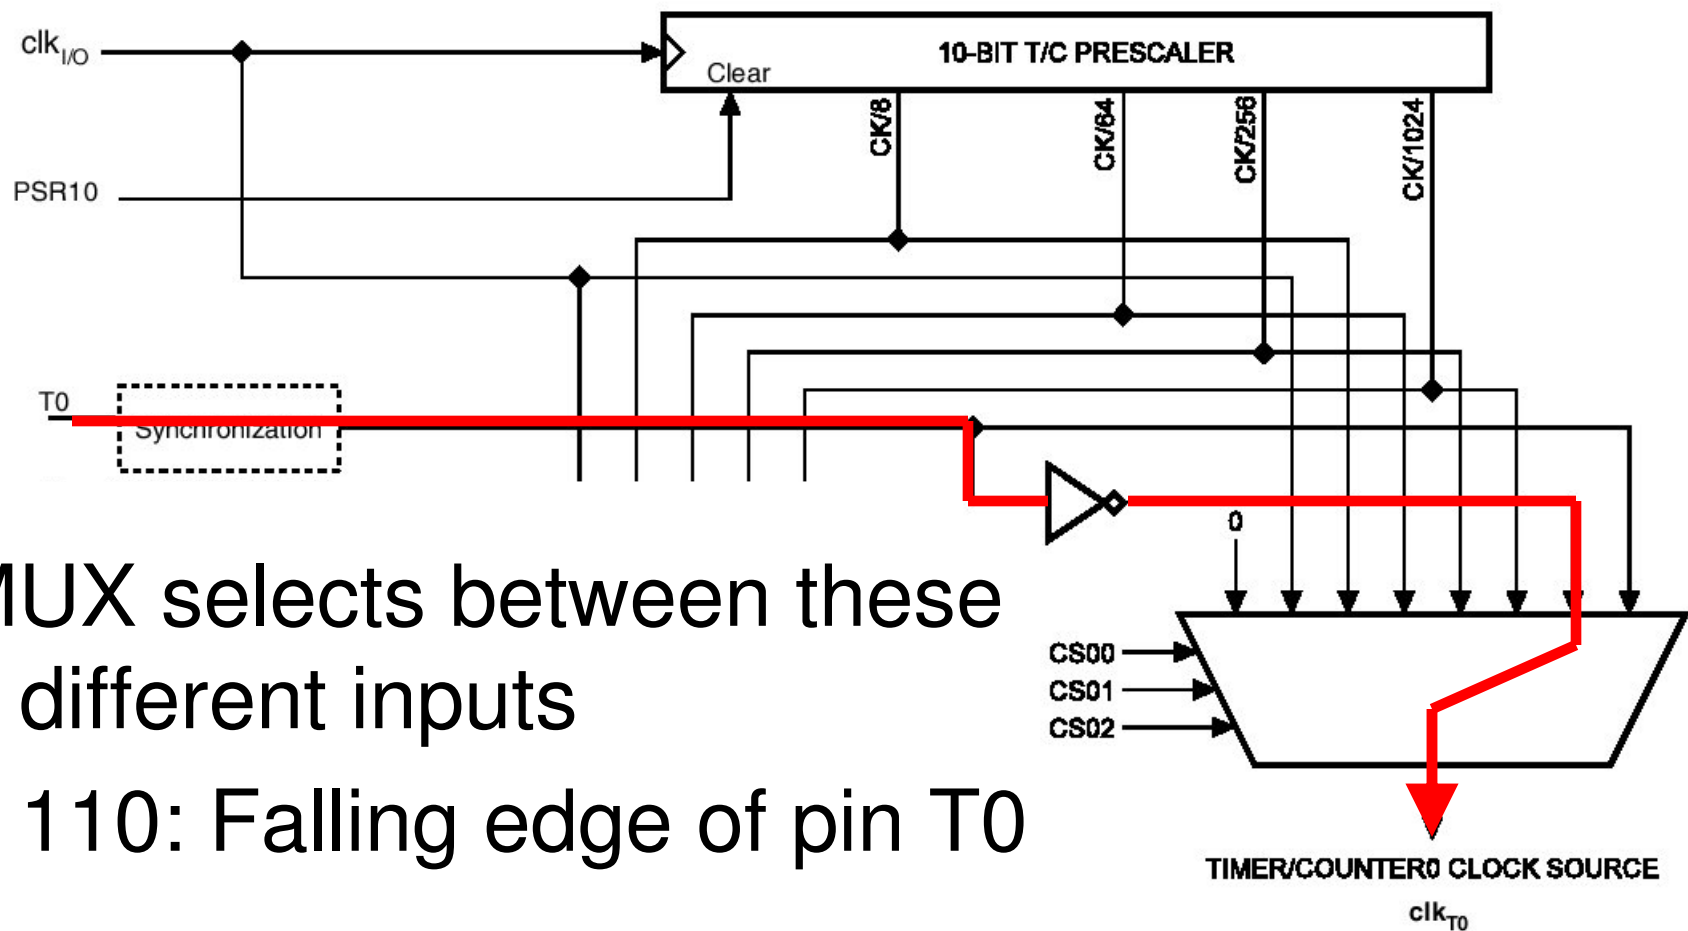 clkI/O
10-BIT T/C PRESCALER
Clear
CK/8
CK/64
CK/256
CK/1024
PSR10
T0
Synchronization
0
MUX selects between these
different inputs
CS00
CS01
CS02
110: Falling edge of pin T0
TIMER/COUNTER0 CLOCK SOURCE
clkT0